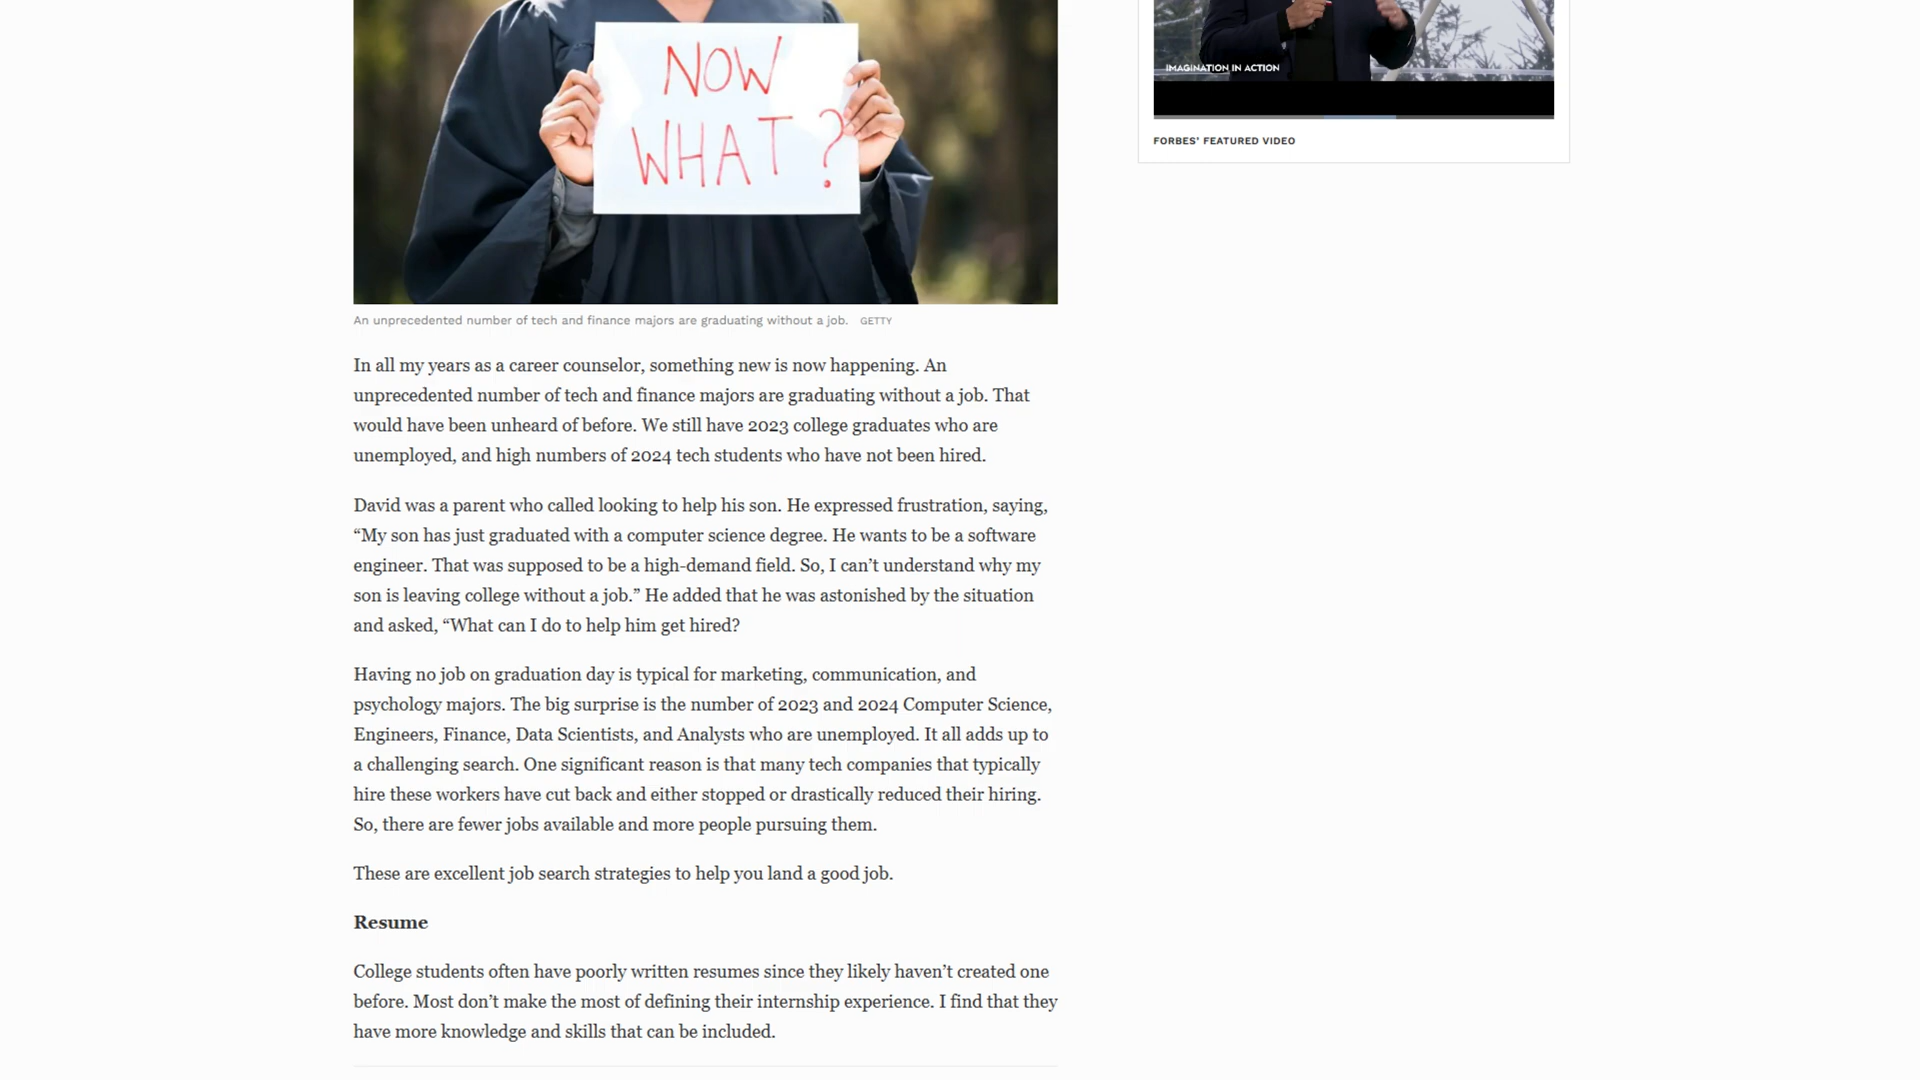 NOW
WHAT ?
IMAGINATION IN ACTION
FORBES’ FEATURED VIDEO
An unprecedented number of tech and finance majors are graduating without a job. GETTY
In all my years as a career counselor, something new is now happening. An
unprecedented number of tech and finance majors are graduating without a job. That
would have been unheard of before. We still have 2023 college graduates who are
unemployed, and high numbers of 2024 tech students who have not been hired.
David was a parent who called looking to help his son. He expressed frustration, saying,
“My son has just graduated with a computer science degree. He wants to be a software
engineer. That was supposed to be a high-demand field. So, I can’t understand why my
son is leaving college without a job.” He added that he was astonished by the situation
and asked, “What can I do to help him get hired?
Having no job on graduation day is typical for marketing, communication, and
psychology majors. The big surprise is the number of 2023 and 2024 Computer Science,
Engineers, Finance, Data Scientists, and Analysts who are unemployed. It all adds up to
a challenging search. One significant reason is that many tech companies that typically
hire these workers have cut back and either stopped or drastically reduced their hiring.
So, there are fewer jobs available and more people pursuing them.
These are excellent job search strategies to help you land a good job.
Resume
College students often have poorly written resumes since they likely haven’t created one
before. Most don’t make the most of defining their internship experience. I find that they
have more knowledge and skills that can be included.